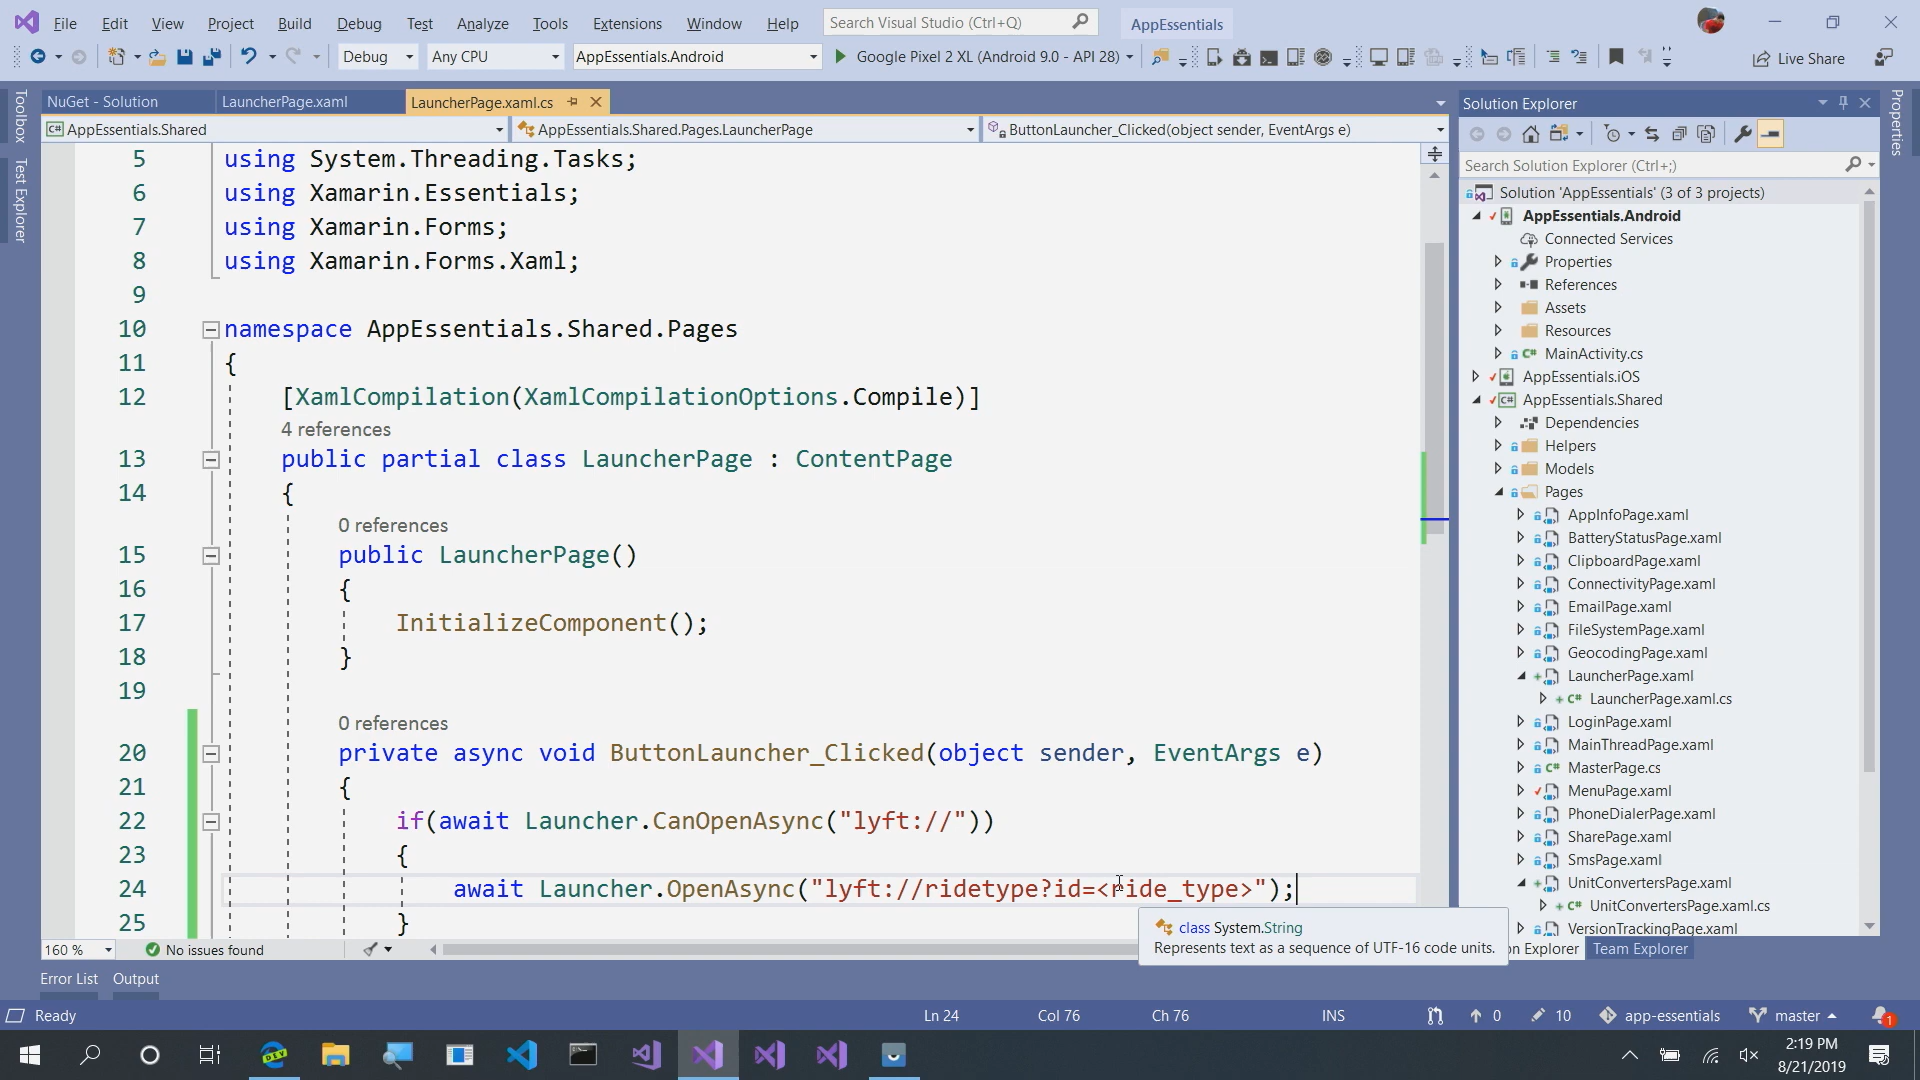 File Edit View Project Build Debug Test Analyze Tools Extensions Window Help Search Visual Studio (Ctrl+Q) AppEssentials
Debug Any CPU AppEssentials.Android Google Pixel 2 XL (Android 9.0 - API 28) Live Share
Toolbox
Test Explorer
NuGet - Solution LauncherPage.xaml LauncherPage.xaml.cs
AppEssentials.Shared AppEssentials.Shared.Pages.LauncherPage ButtonLauncher_Clicked(object sender, EventArgs e)
5 using System.Threading.Tasks;
6 using Xamarin.Essentials;
7 using Xamarin.Forms;
8 using Xamarin.Forms.Xaml;
9
10 namespace AppEssentials.Shared.Pages
11 {
12 [XamlCompilation(XamlCompilationOptions.Compile)]
4 references
13 public partial class LauncherPage : ContentPage
14 {
0 references
15 public LauncherPage()
16 {
17 InitializeComponent();
18 }
19
0 references
20 private async void ButtonLauncher_Clicked(object sender, EventArgs e)
21 {
22 if(await Launcher.CanOpenAsync("lyft://"))
23 {
24 await Launcher.OpenAsync("lyft://ridetype?id=<ride_type>");
25 }
class System.String
Represents text as a sequence of UTF-16 code units.
160 % No issues found
Solution Explorer
Search Solution Explorer (Ctrl+;)
Solution 'AppEssentials' (3 of 3 projects)
AppEssentials.Android
Connected Services
Properties
References
Assets
Resources
C# MainActivity.cs
AppEssentials.iOS
C# AppEssentials.Shared
Dependencies
Helpers
Models
Pages
AppInfoPage.xaml
BatteryStatusPage.xaml
ClipboardPage.xaml
ConnectivityPage.xaml
EmailPage.xaml
FileSystemPage.xaml
GeocodingPage.xaml
LauncherPage.xaml
C# LauncherPage.xaml.cs
LoginPage.xaml
MainThreadPage.xaml
C# MasterPage.cs
MenuPage.xaml
PhoneDialerPage.xaml
SharePage.xaml
SmsPage.xaml
UnitConvertersPage.xaml
C# UnitConvertersPage.xaml.cs
VersionTrackingPage.xaml
on Explorer Team Explorer
Properties
Error List Output
Ready Ln 24 Col 76 Ch 76 INS 0 10 app-essentials master 1
DEV
2:19 PM
8/21/2019